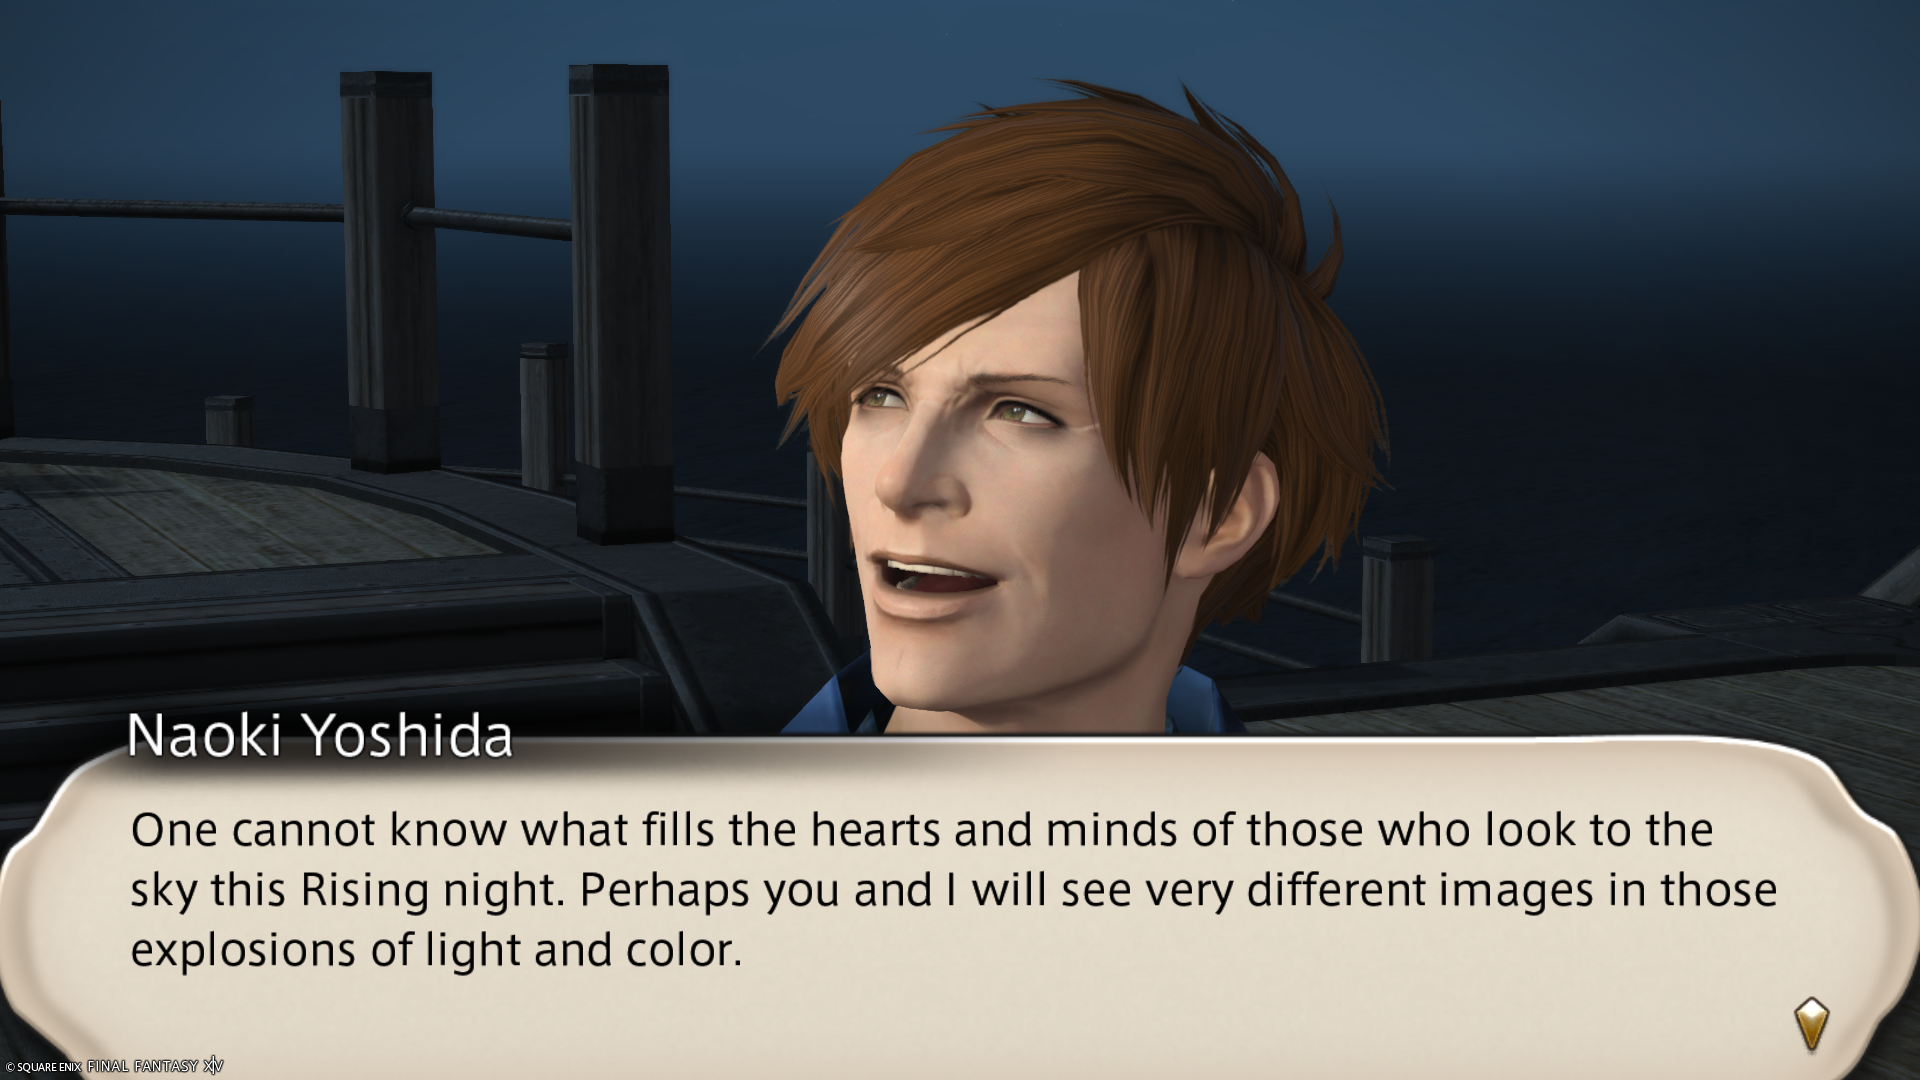 Naoki Yoshida
One cannot know what fills the hearts and minds of those who look to the
sky this Rising night. Perhaps you and I will see very different images in those
explosions of light and color.
© SQUARE ENIX FINAL FANTASY XIV